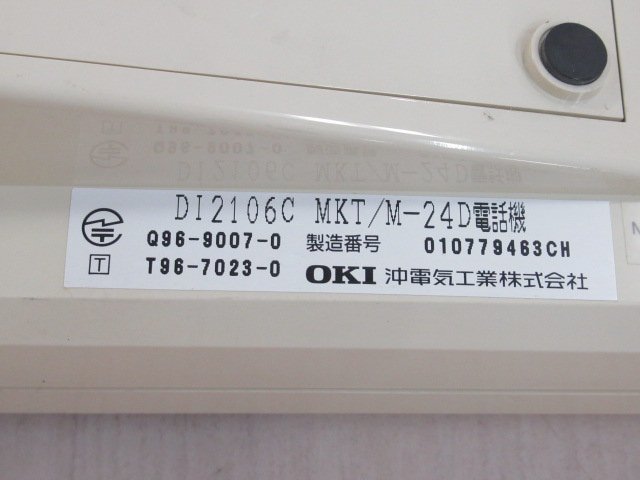 DI2106C MKT/M-24D電話機
Q96-9007-0 製造番号 010779463CH
T T96-7023-0 OKI 沖電気工業株式会社
N